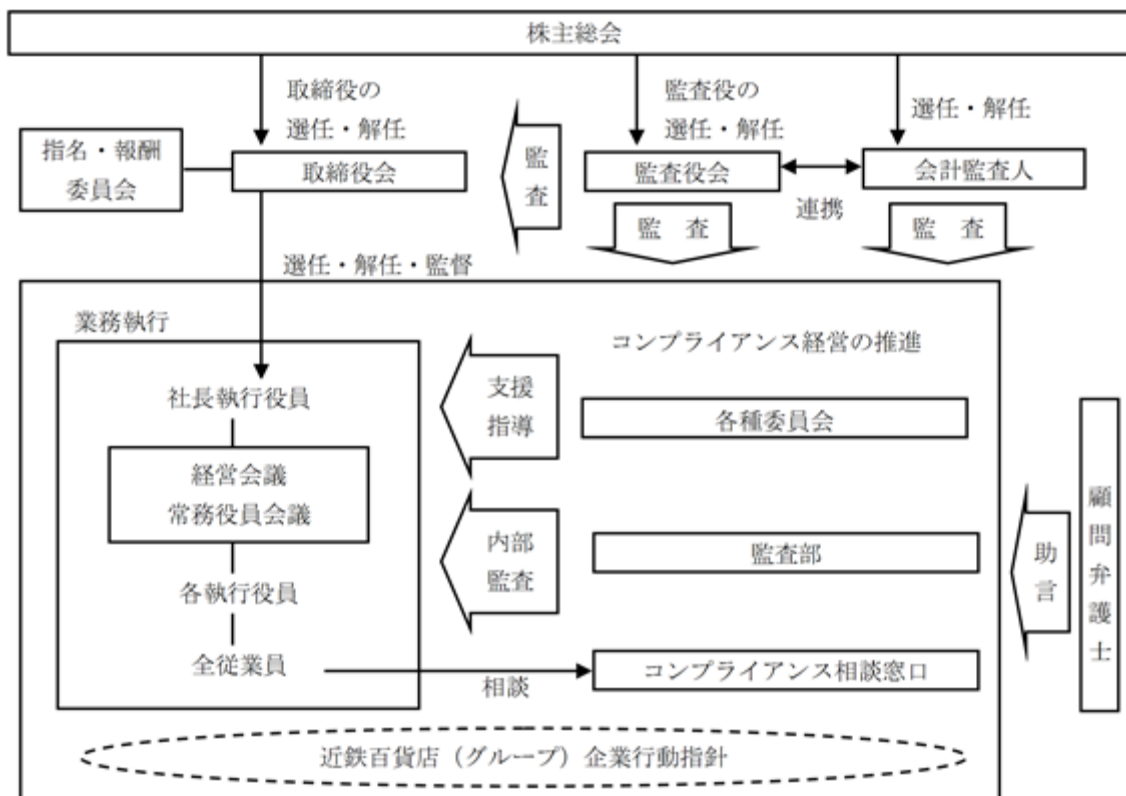 株主総会
取締役の
選任・解任
監査役の
選任・解任
選任・解任
指名・報酬
委員会
取締役会
監査
監査役会
連携
会計監査人
監 査
監 査
選任・解任・監督
業務執行
コンプライアンス経営の推進
社長執行役員
支援
指導
各種委員会
経営会議
常務役員会議
内部
監査
監査部
各執行役員
全従業員
相談
コンプライアンス相談窓口
助言
顧問弁護士
近鉄百貨店（グループ）企業行動指針